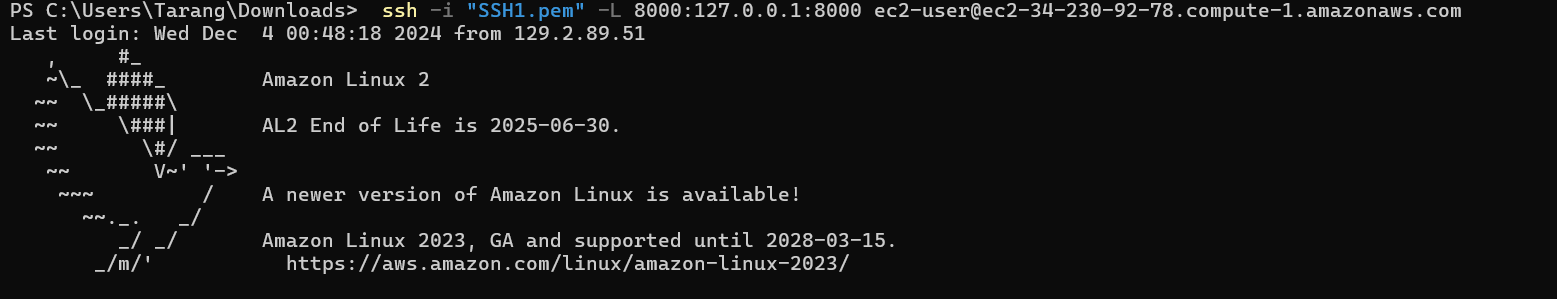 PS C:\Users\Tarang\Downloads>  ssh -i "SSH1.pem" -L 8000:127.0.0.1:8000 ec2-user@ec2-34-230-92-78.compute-1.amazonaws.com
Last login: Wed Dec  4 00:48:18 2024 from 129.2.89.51
   ,     #_
   ~\_  ####_        Amazon Linux 2
  ~~  \_#####\
  ~~     \###|       AL2 End of Life is 2025-06-30.
  ~~       \#/ ___
   ~~       V~' '->
    ~~~         /    A newer version of Amazon Linux is available!
      ~~._.   _/
         _/ _/       Amazon Linux 2023, GA and supported until 2028-03-15.
       _/m/'           https://aws.amazon.com/linux/amazon-linux-2023/